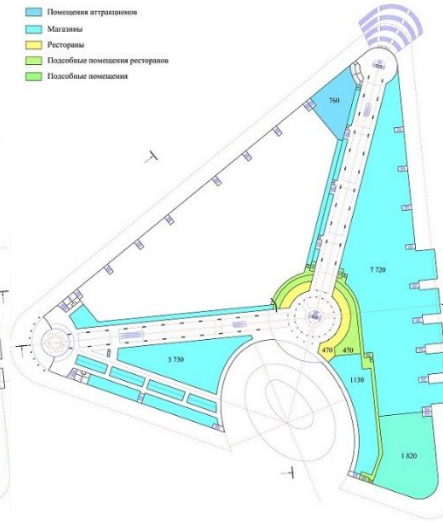 Помещения аттракционов
Магазины
Рестораны
Подсобные помещения ресторанов
Подсобные помещения
760
7 720
470
470
3 730
1130
1 820